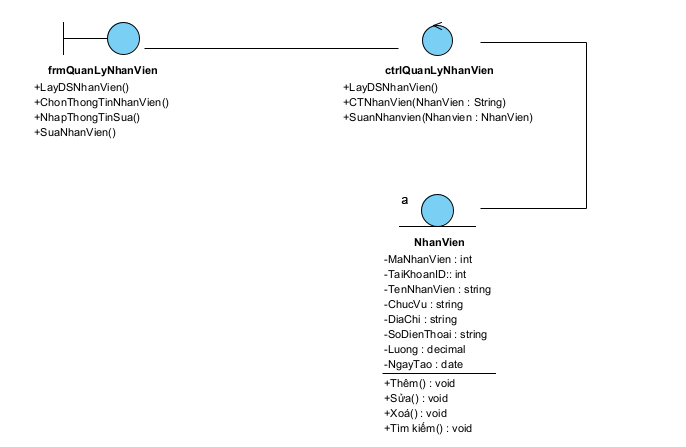 frmQuanLyNhanVien
+LayDSNhanVien()
+ChonThongTinNhanVien()
+NhapThongTinSua()
+SuaNhanVien()
ctrlQuanLyNhanVien
+LayDSNhanVien()
+CTNhanVien(NhanVien : String)
+SuanNhanvien(Nhanvien : NhanVien)
a
NhanVien
-MaNhanVien : int
-TaiKhoanID:: int
-TenNhanVien : string
-ChucVu : string
-DiaChi : string
-SoDienThoai : string
-Luong : decimal
-NgayTao : date
+Thêm() : void
+Sửa() : void
+Xoá() : void
+Tìm kiếm() : void